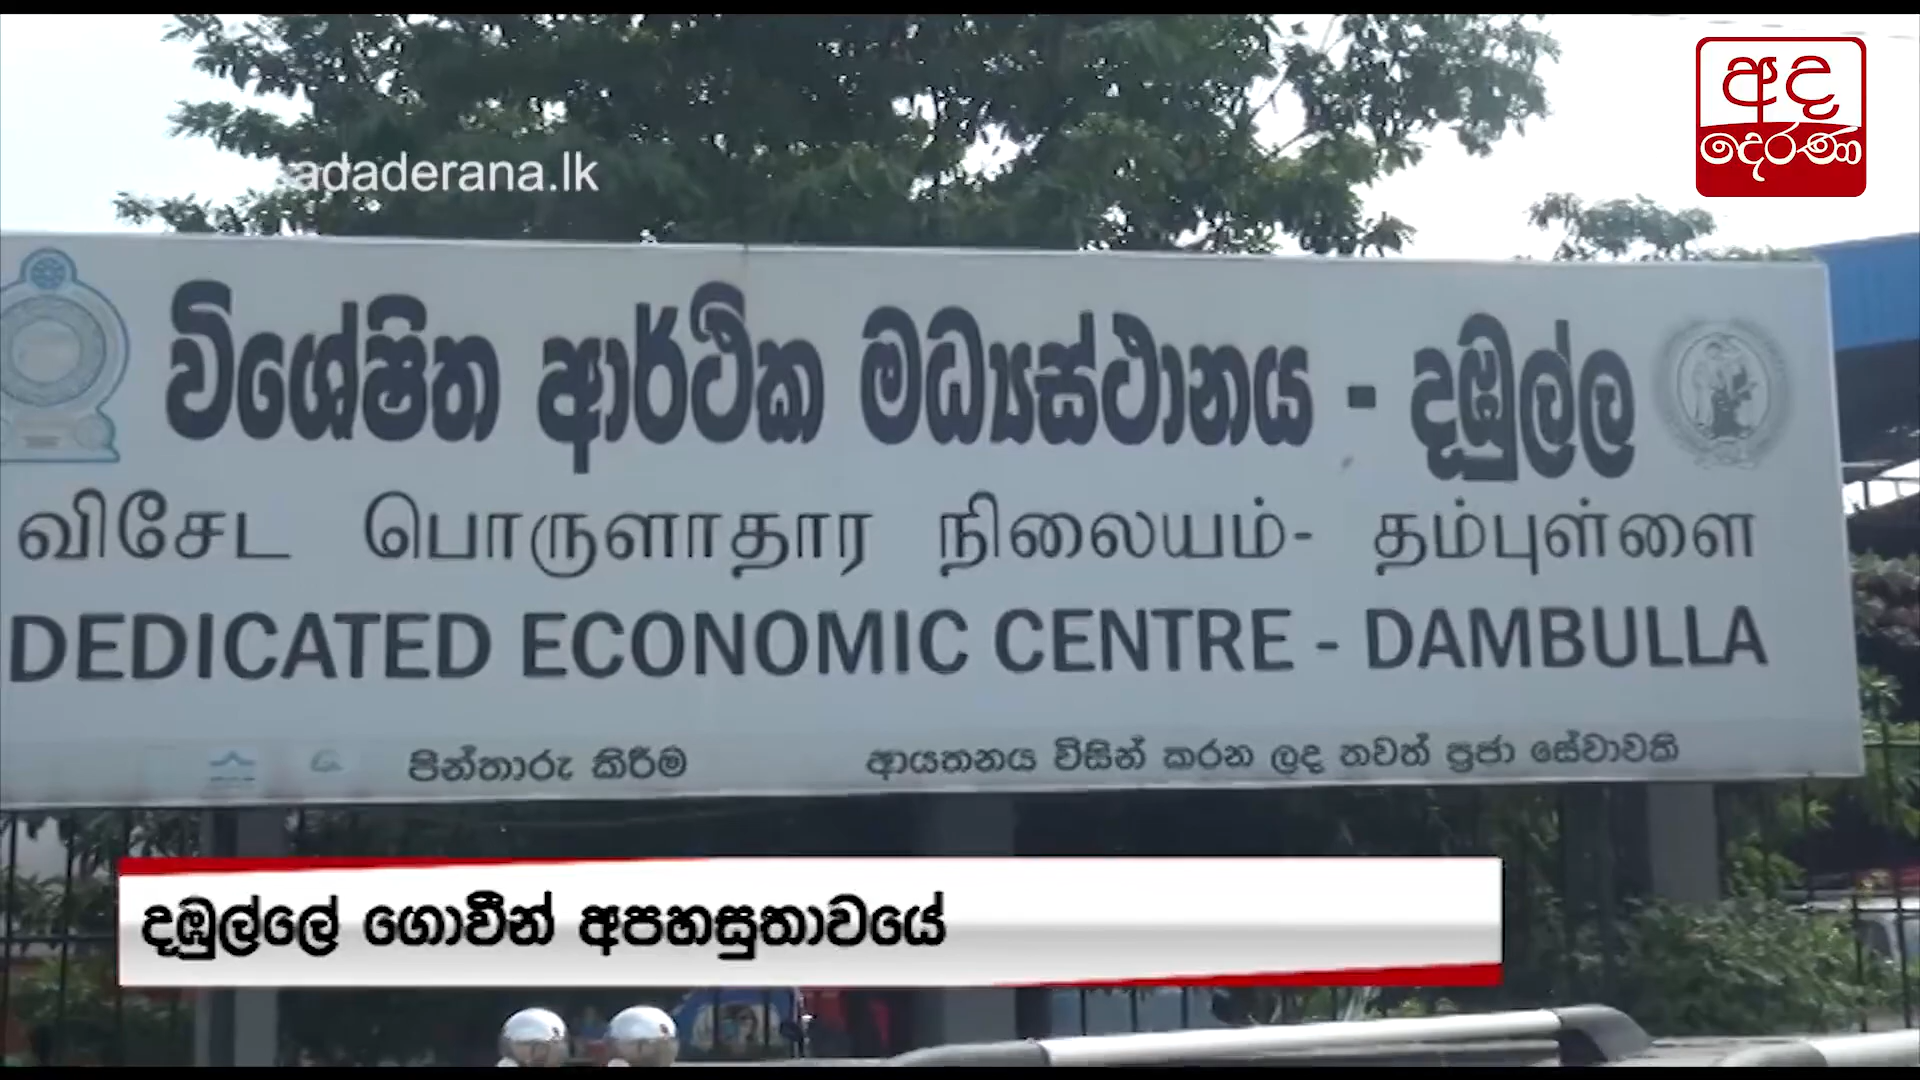 අද
දෙරණ
adaderana.lk
විශේෂිත ආර්ථික මධ්‍යස්ථානය - දඹුල්ල
விசேட பொருளாதார நிலையம்- தம்புள்ளை
DEDICATED ECONOMIC CENTRE - DAMBULLA
පින්තාරු කිරීම ආයතනය විසින් කරන ලද තවත් ප්‍රජා සේවාවකි
දඹුල්ලේ ගොවීන් අපහසුතාවයේ